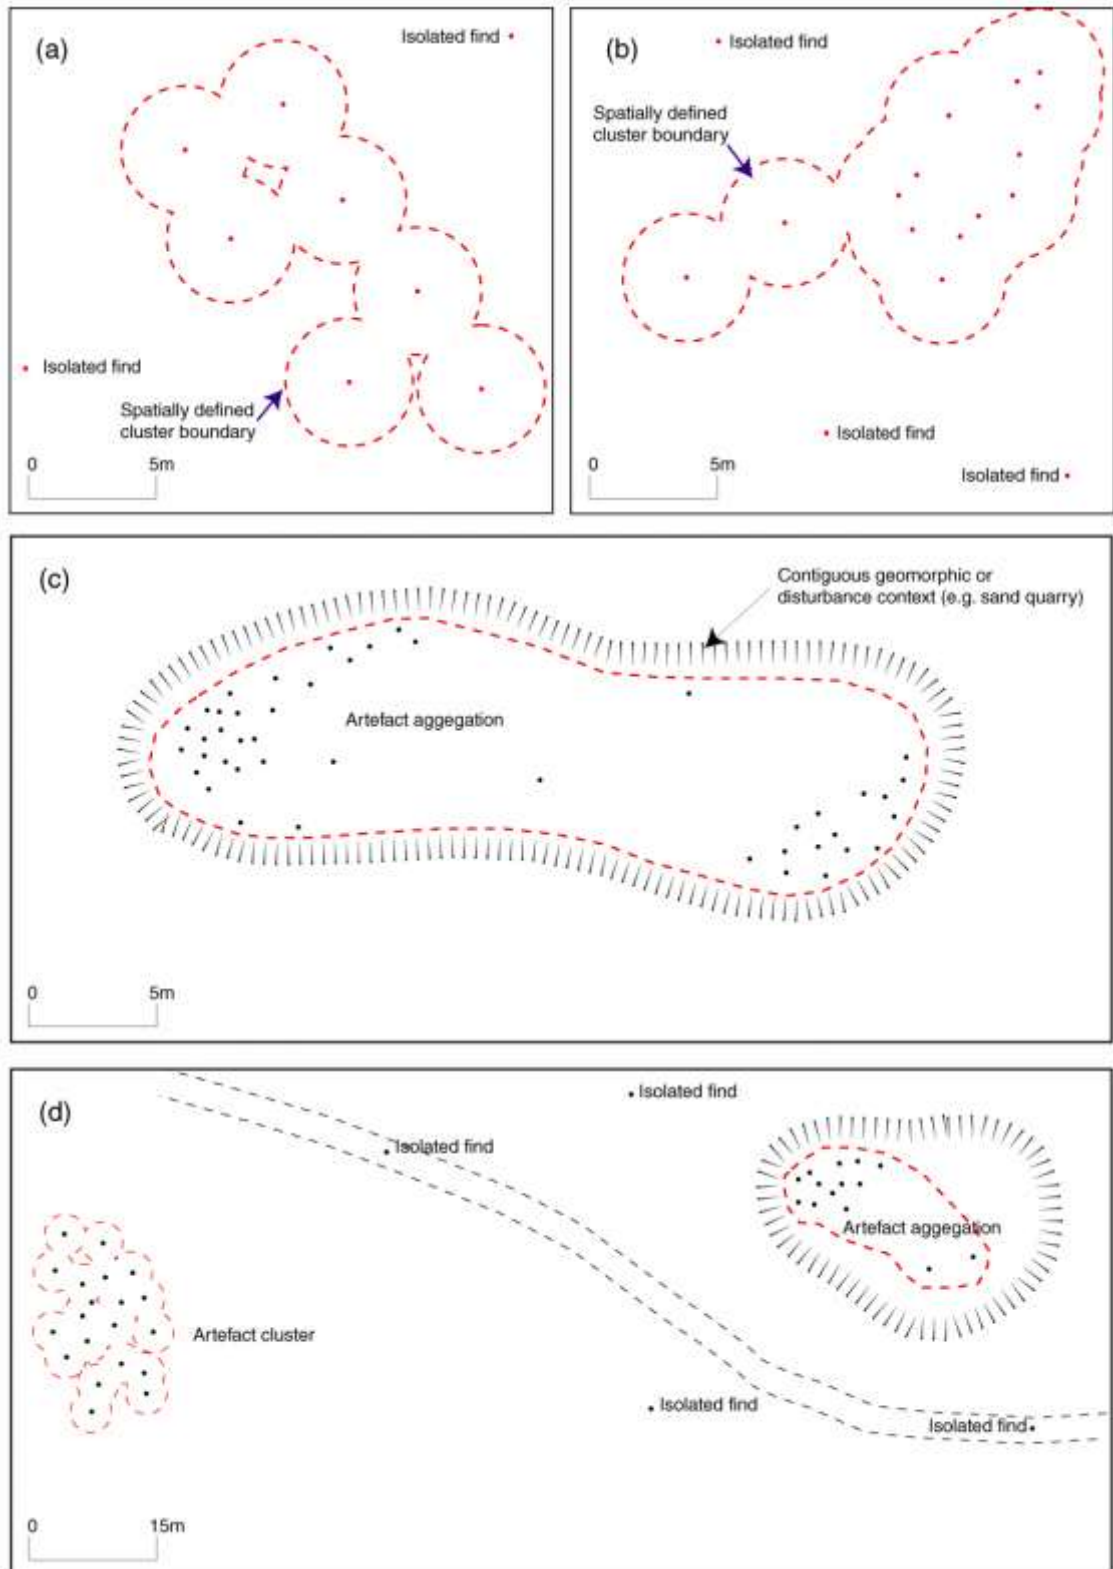 (a)
Isolated find
Isolated find
Spatially defined
cluster boundary
0 5m
(b)
Isolated find
Spatially defined
cluster boundary
Isolated find
Isolated find
0 5m
(c)
Contiguous geomorphic or
disturbance context (e.g. sand quarry)
Artefact aggegation
0 5m
(d)
Isolated find
Isolated find
Artefact aggegation
Artefact cluster
Isolated find
Isolated find
0 15m